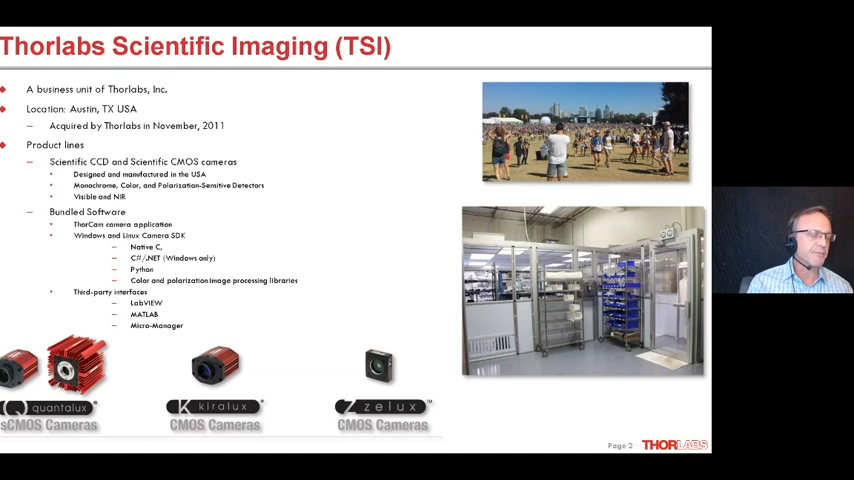 Thorlabs Scientific Imaging (TSI)
A business unit of Thorlabs, Inc.
Location: Austin, TX USA
– Acquired by Thorlabs in November, 2011
Product lines
– Scientific CCD and Scientific CMOS cameras
• Designed and manufactured in the USA
• Monochrome, Color, and Polarization-Sensitive Detectors
• Visible and NIR
– Bundled Software
• ThorCam camera application
• Windows and Linux Camera SDK
– Native C,
– C#/.NET (Windows only)
– Python
– Color and polarization image processing libraries
• Third-party interfaces
– LabVIEW
– MATLAB
– Micro-Manager
Q quantalux®
sCMOS Cameras
K kiralux®
CMOS Cameras
Z zelux™
CMOS Cameras
Page 2
THORLABS